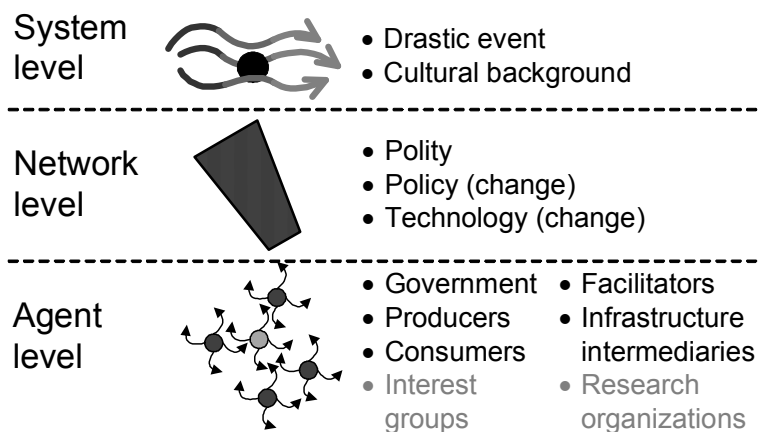 System
level
• Drastic event
• Cultural background
Network
level
• Polity
• Policy (change)
• Technology (change)
Agent
level
• Government
• Producers
• Consumers
• Interest
groups
• Facilitators
• Infrastructure
intermediaries
• Research
organizations